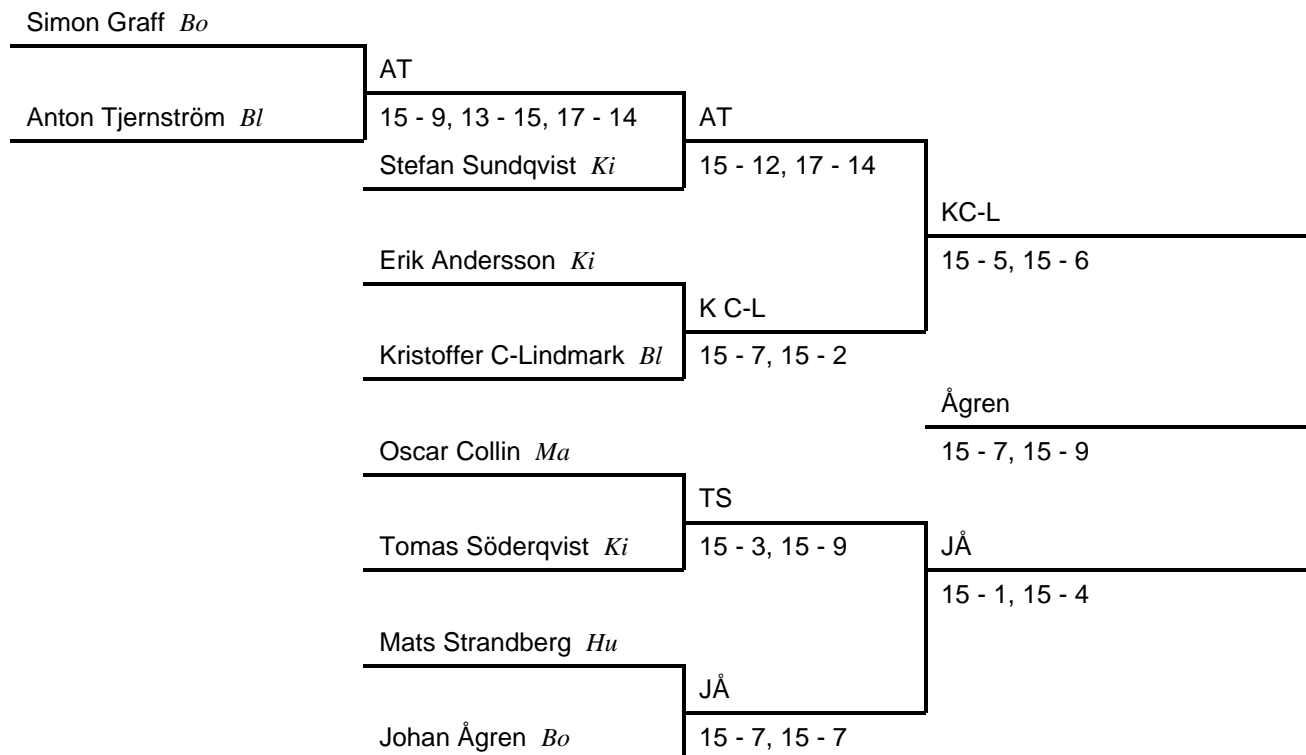 Simon Graff Bo
AT
Anton Tjernström Bl
15 - 9, 13 - 15, 17 - 14
AT
Stefan Sundqvist Ki
15 - 12, 17 - 14
KC-L
Erik Andersson Ki
15 - 5, 15 - 6
K C-L
Kristoffer C-Lindmark Bl
15 - 7, 15 - 2
Ågren
Oscar Collin Ma
15 - 7, 15 - 9
TS
Tomas Söderqvist Ki
15 - 3, 15 - 9
JÅ
15 - 1, 15 - 4
Mats Strandberg Hu
JÅ
Johan Ågren Bo
15 - 7, 15 - 7